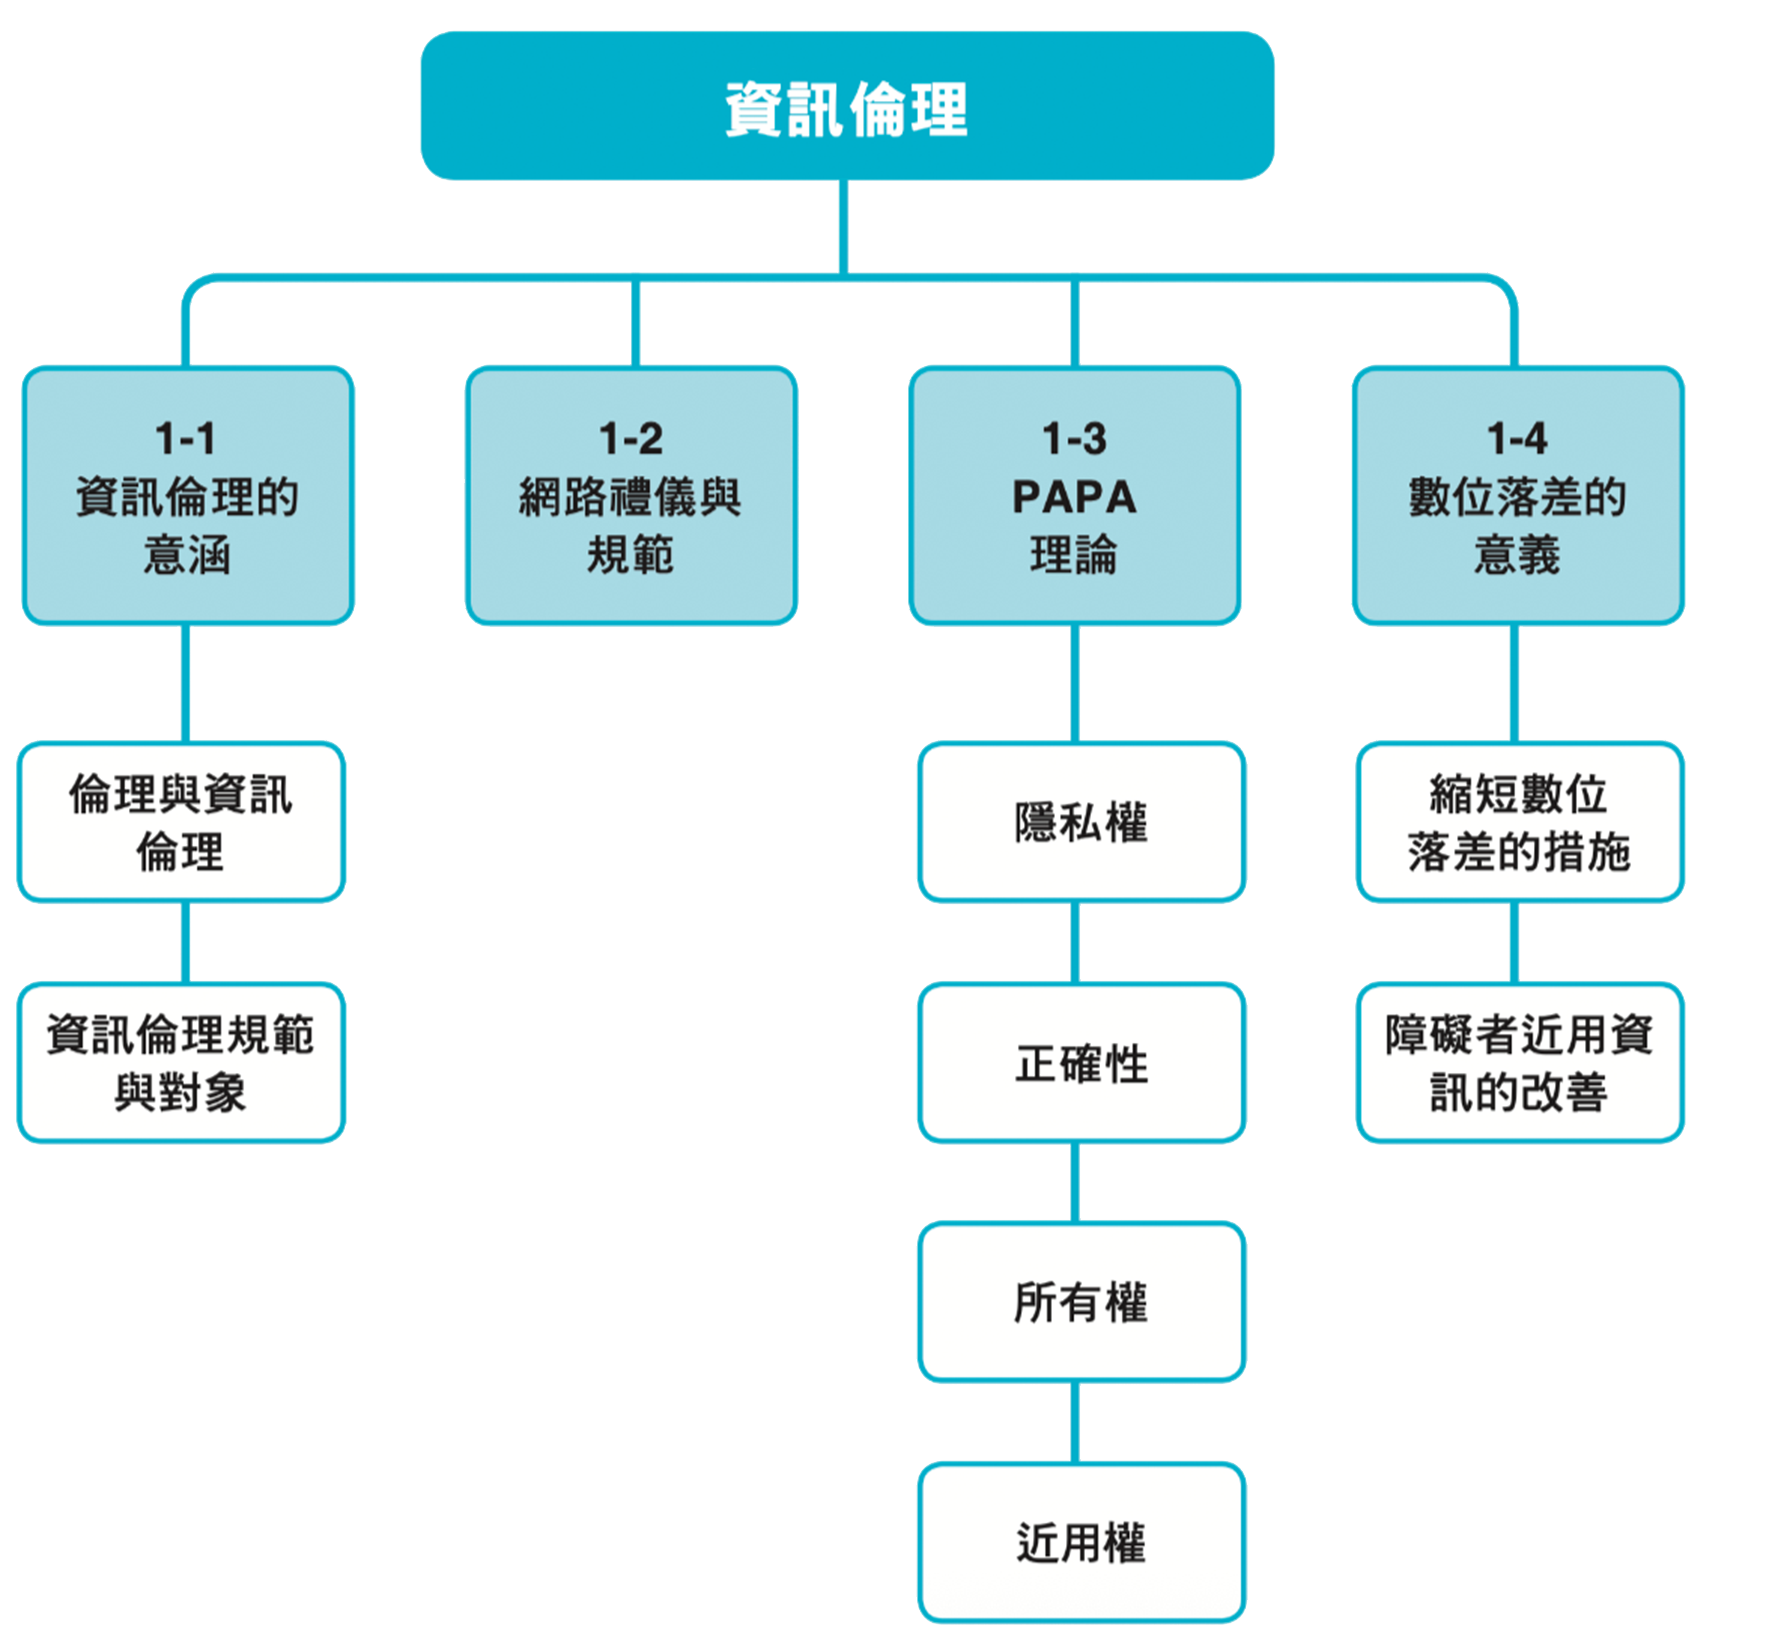 資訊倫理
1-1
資訊倫理的
意涵
1-2
網路禮儀與
規範
1-3
PAPA
理論
1-4
數位落差的
意義
倫理與資訊
倫理
資訊倫理規範
與對象
隱私權
正確性
所有權
近用權
縮短數位
落差的措施
障礙者近用資
訊的改善